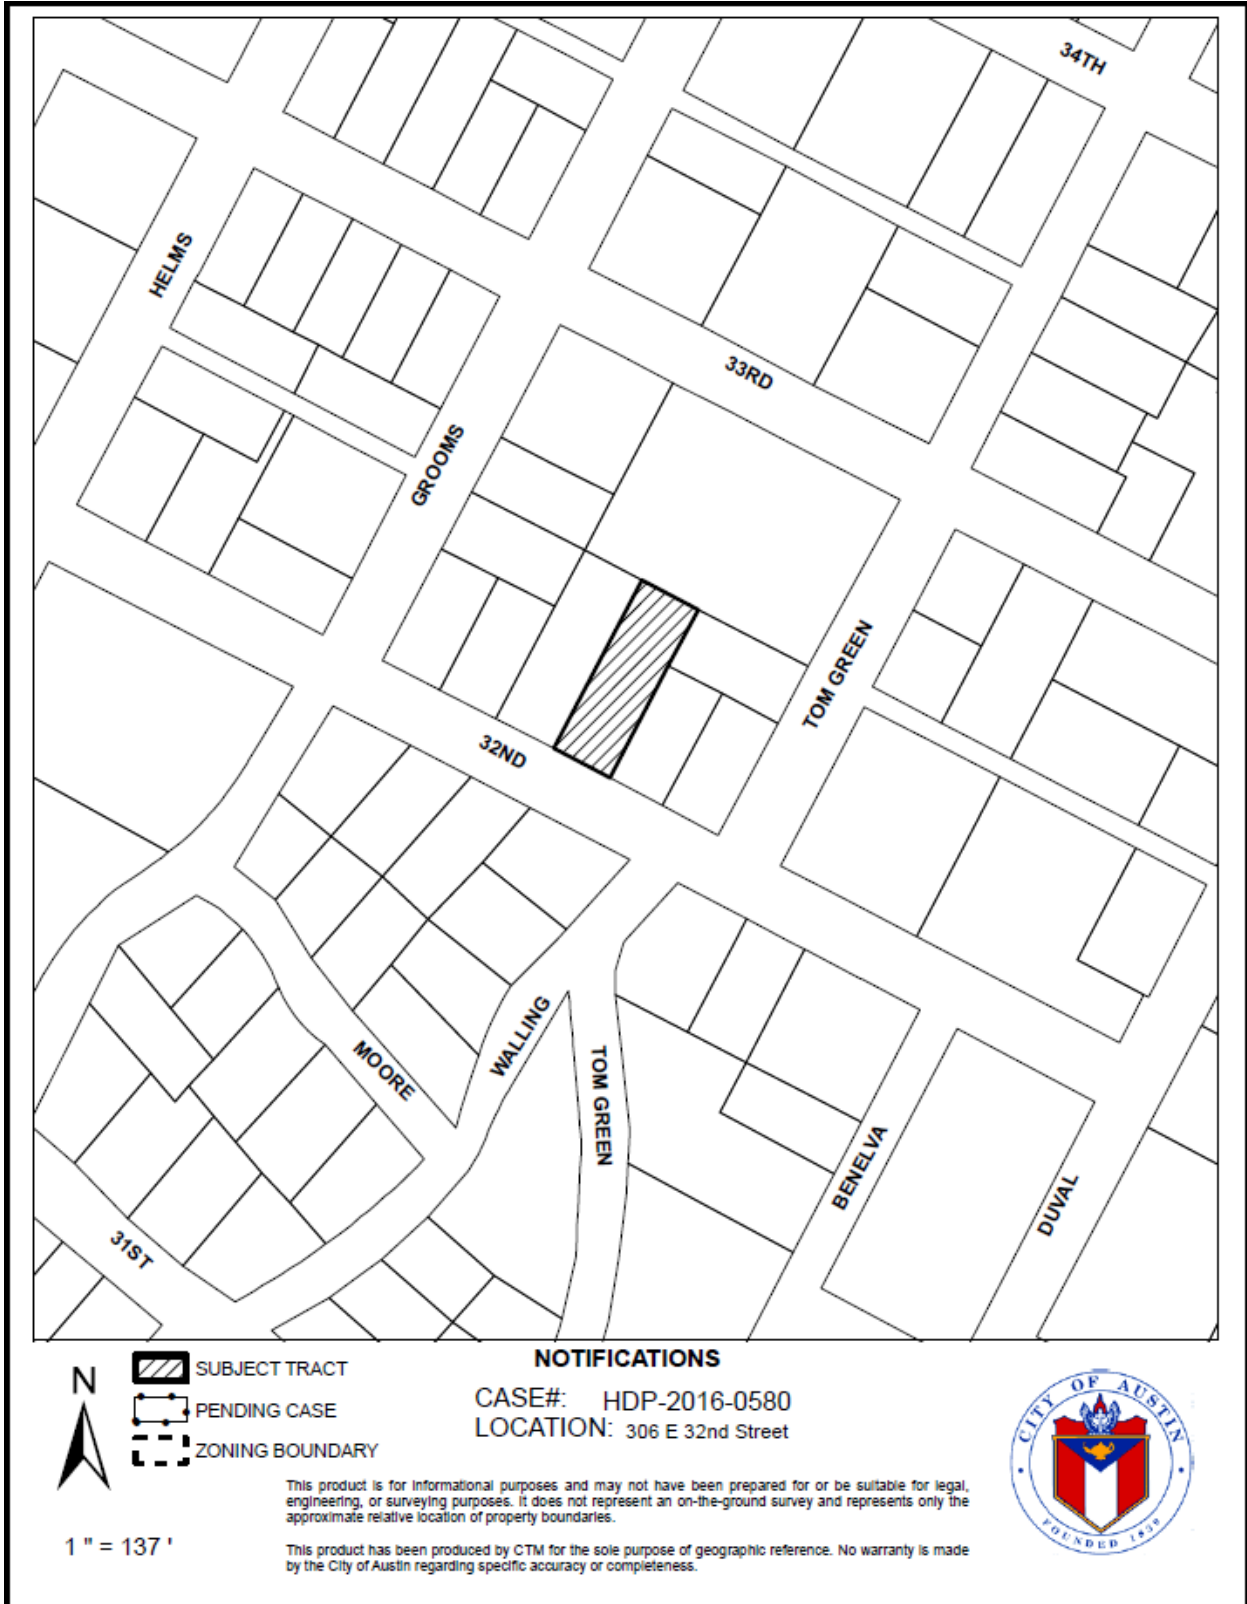 34TH
HELMS
33RD
GROOMS
TOM GREEN
32ND
WALLING
MOORE
TOM GREEN
BENELVA
DUVAL
31ST
N
1 " = 137 '
SUBJECT TRACT
PENDING CASE
ZONING BOUNDARY
NOTIFICATIONS
CASE#: HDP-2016-0580
LOCATION: 306 E 32nd Street
This product is for informational purposes and may not have been prepared for or be suitable for legal,
engineering, or surveying purposes. It does not represent an on-the-ground survey and represents only the
approximate relative location of property boundaries.
This product has been produced by CTM for the sole purpose of geographic reference. No warranty is made
by the City of Austin regarding specific accuracy or completeness.
CITY OF AUSTIN
FOUNDED 1839